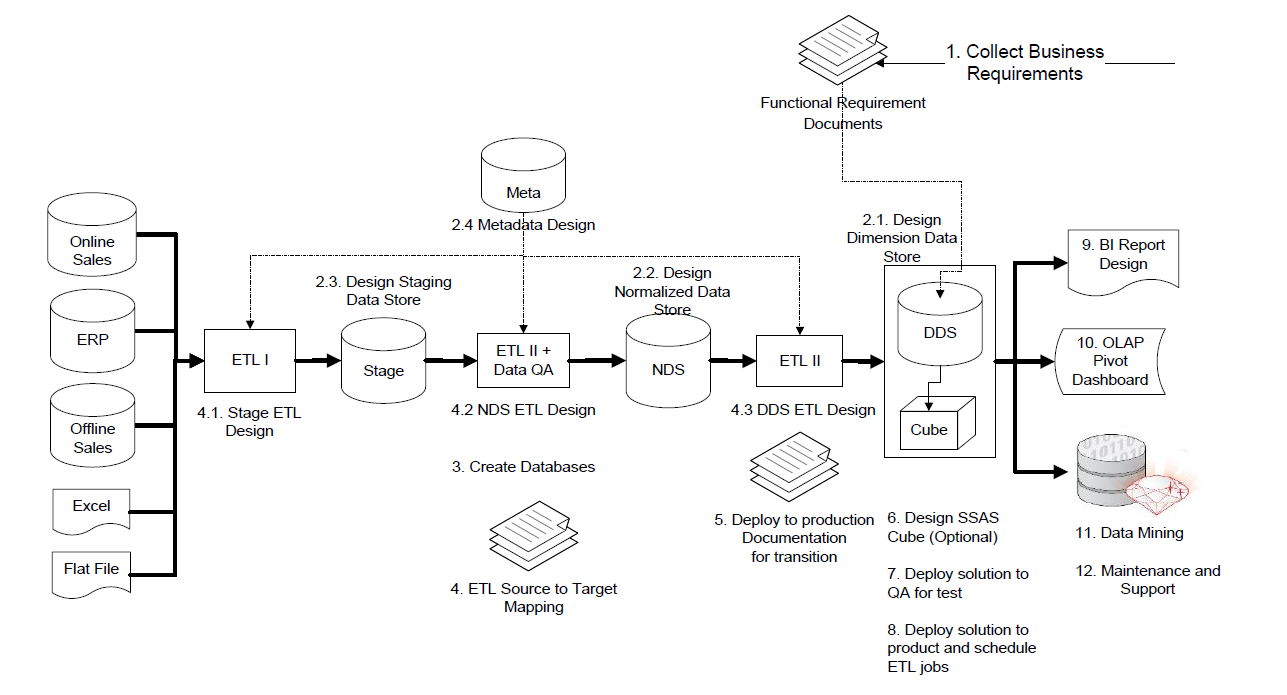 1. Collect Business
Requirements
Functional Requirement
Documents
Meta
2.4 Metadata Design
Online
Sales
ERP
Offline
Sales
Excel
Flat File
ETL I
4.1. Stage ETL
Design
2.3. Design Staging
Data Store
Stage
ETL II +
Data QA
4.2 NDS ETL Design
2.2. Design
Normalized Data
Store
NDS
ETL II
4.3 DDS ETL Design
2.1. Design
Dimension Data
Store
DDS
Cube
9. BI Report
Design
10. OLAP
Pivot
Dashboard
3. Create Databases
4. ETL Source to Target
Mapping
5. Deploy to production
Documentation
for transition
6. Design SSAS
Cube (Optional)
7. Deploy solution to
QA for test
8. Deploy solution to
product and schedule
ETL jobs
11. Data Mining
12. Maintenance and
Support